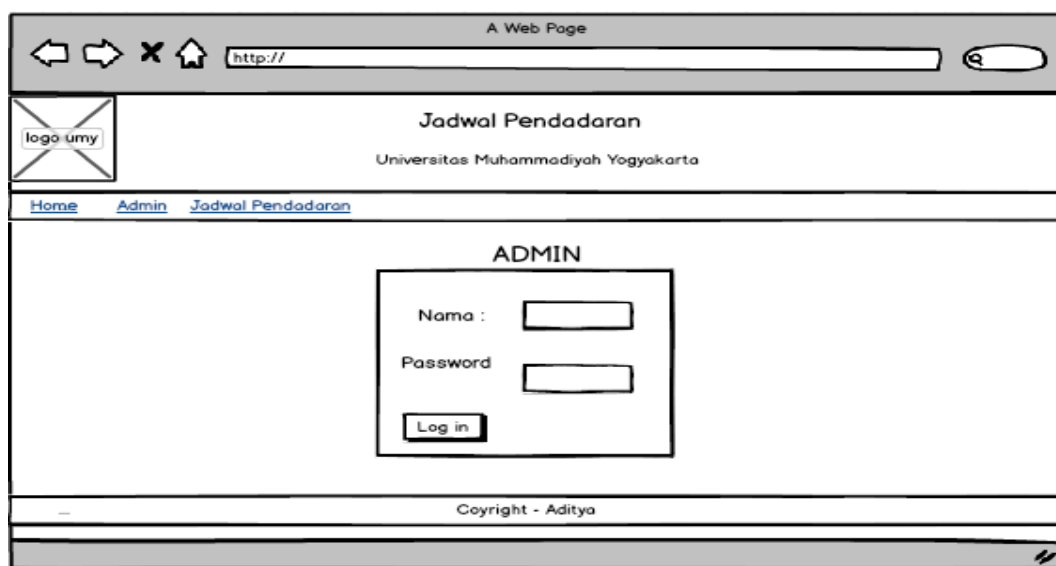 A Web Page
http://
logo umy
Jadwal Pendadaran
Universitas Muhammadiyah Yogyakarta
Home Admin Jadwal Pendadaran
ADMIN
Nama :
Password
Log in
Coyright - Aditya